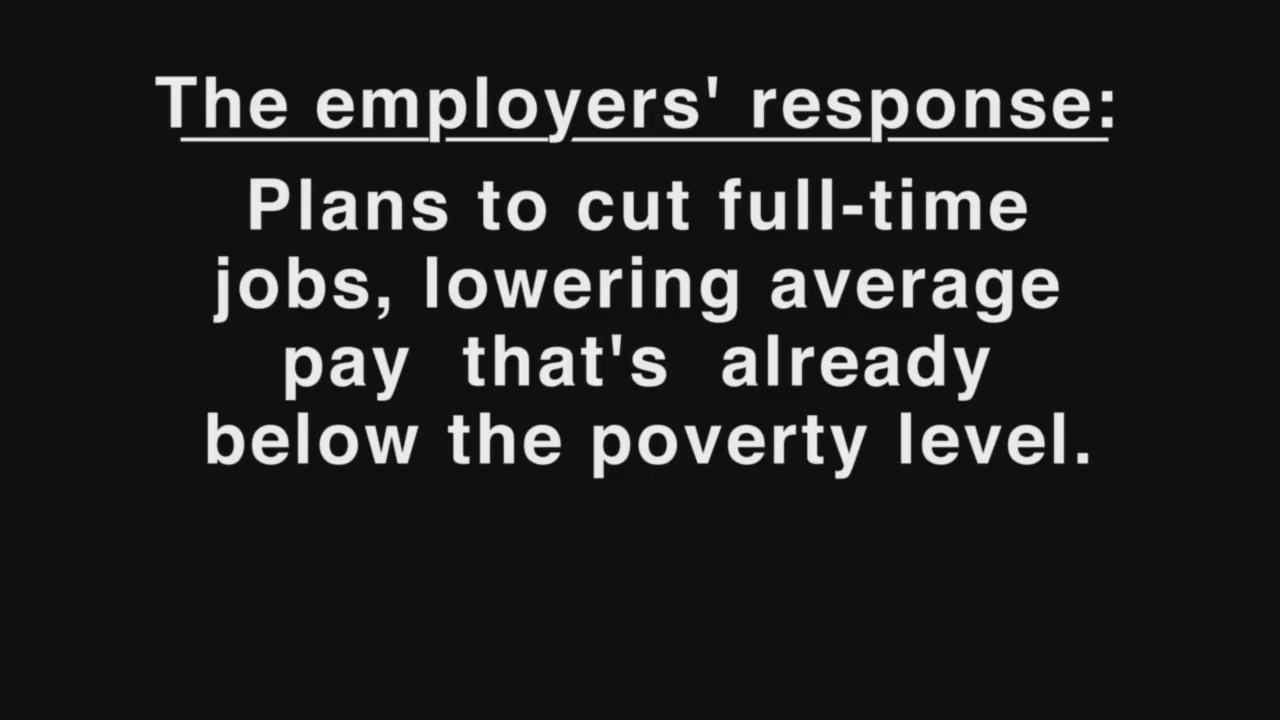 The employers' response:
Plans to cut full-time
jobs, lowering average
pay that's already
below the poverty level.